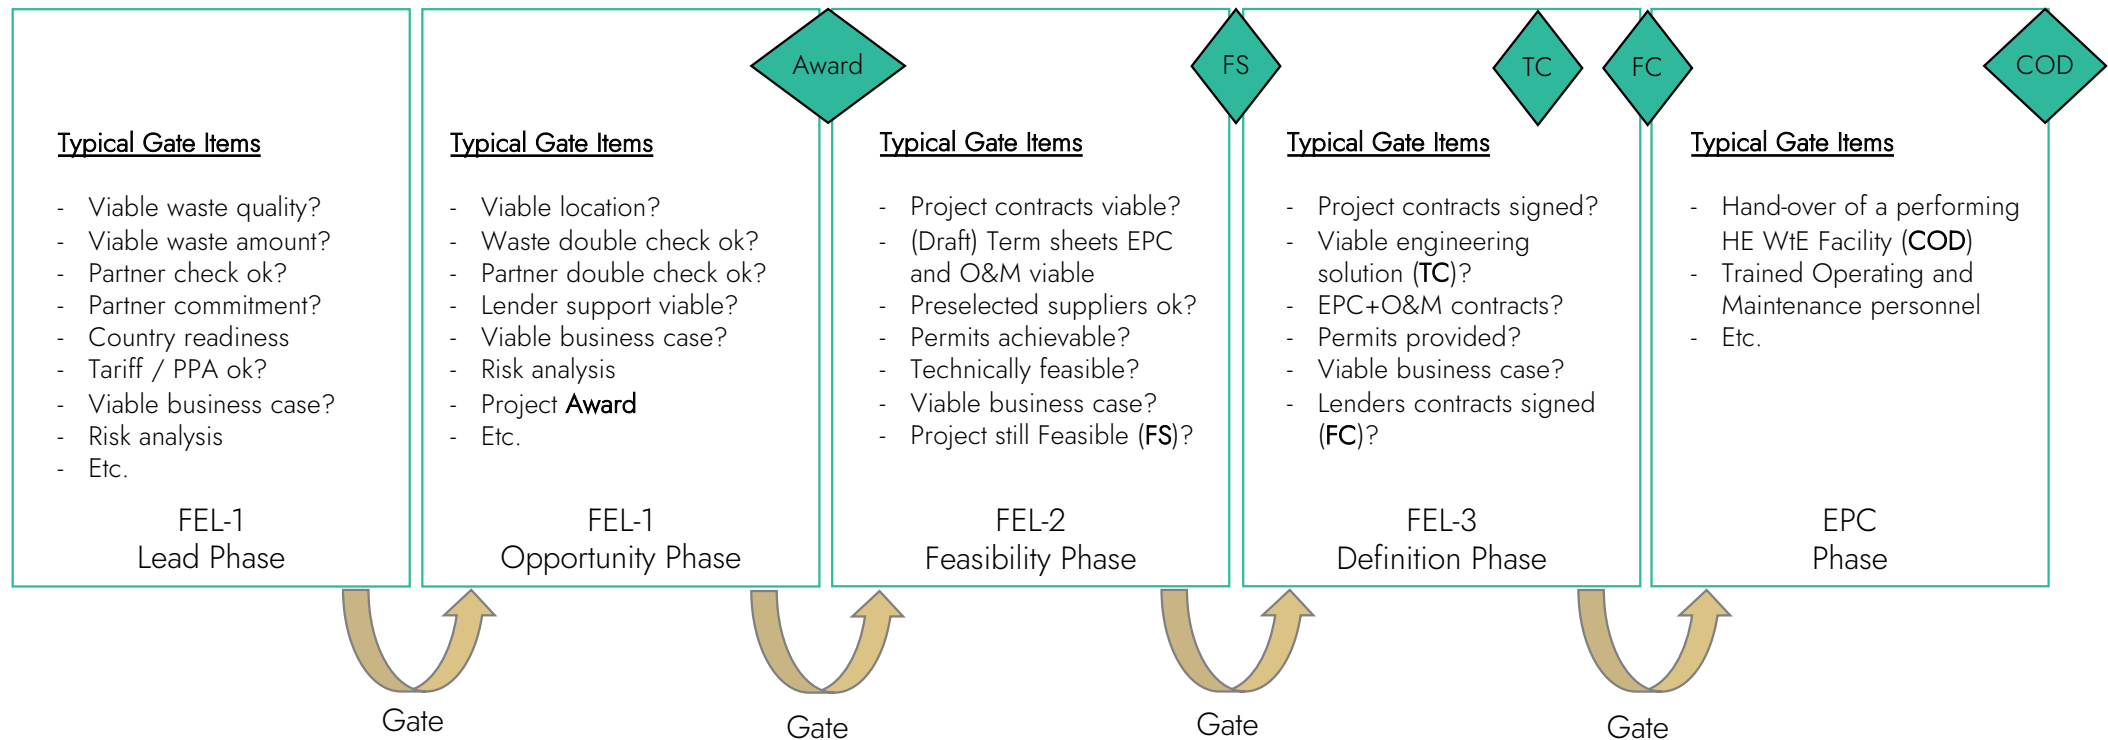 Award
FS
TC
FC
COD
Typical Gate Items
- Viable waste quality?
- Viable waste amount?
- Partner check ok?
- Partner commitment?
- Country readiness
- Tariff / PPA ok?
- Viable business case?
- Risk analysis
- Etc.
FEL-1
Lead Phase
Typical Gate Items
- Viable location?
- Waste double check ok?
- Partner double check ok?
- Lender support viable?
- Viable business case?
- Risk analysis
- Project Award
- Etc.
FEL-1
Opportunity Phase
Typical Gate Items
- Project contracts viable?
- (Draft) Term sheets EPC
and O&M viable
- Preselected suppliers ok?
- Permits achievable?
- Technically feasible?
- Viable business case?
- Project still Feasible (FS)?
FEL-2
Feasibility Phase
Typical Gate Items
- Project contracts signed?
- Viable engineering
solution (TC)?
- EPC+O&M contracts?
- Permits provided?
- Viable business case?
- Lenders contracts signed
(FC)?
FEL-3
Definition Phase
Typical Gate Items
- Hand-over of a performing
HE WtE Facility (COD)
- Trained Operating and
Maintenance personnel
- Etc.
EPC
Phase
Gate
Gate
Gate
Gate